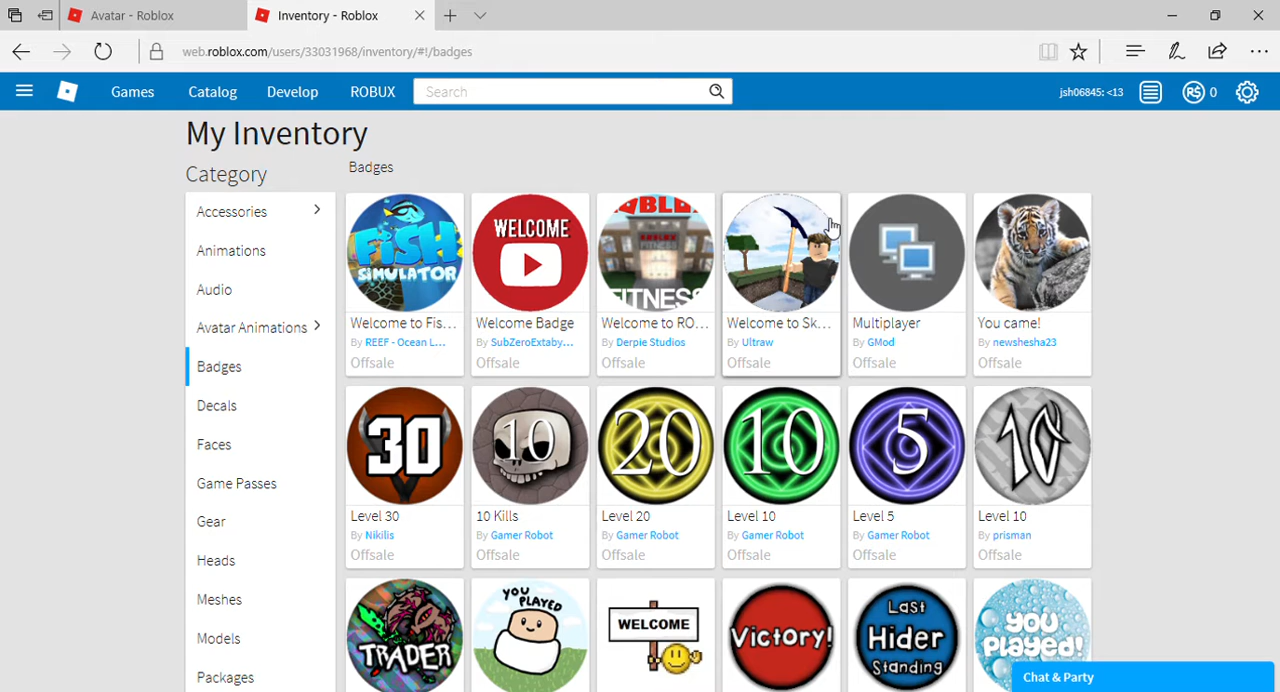 Avatar - Roblox
Inventory - Roblox
web.roblox.com/users/33031968/inventory/#!/badges
Games
Catalog
Develop
ROBUX
Search
jsh06845: <13
R$ 0
My Inventory
Category
Badges
Accessories
Animations
Audio
Avatar Animations
Badges
Decals
Faces
Game Passes
Gear
Heads
Meshes
Models
Packages
FISH
SIMULATOR
WELCOME
ROBLO
FITNESS
Welcome to Fis...
Welcome Badge
Welcome to RO...
Welcome to Sk...
Multiplayer
You came!
By REEF - Ocean L...
By SubZeroExtaby...
By Derpie Studios
By Ultraw
By GMod
By newshesha23
Offsale
Offsale
Offsale
Offsale
Offsale
Offsale
30
10
20
10
5
10
Level 30
10 Kills
Level 20
Level 10
Level 5
Level 10
By Nikilis
By Gamer Robot
By Gamer Robot
By Gamer Robot
By Gamer Robot
By prisman
Offsale
Offsale
Offsale
Offsale
Offsale
Offsale
TRADER
YOU
PLAYED
WELCOME
Victory!
Last
Hider
Standing
YOU
PLAYED!
Chat & Party